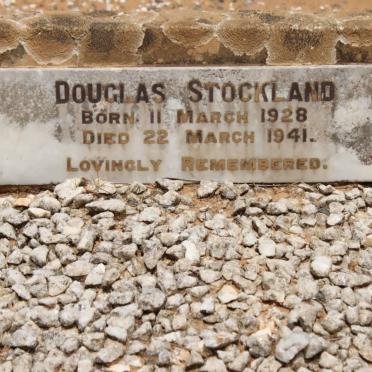 DOUGLAS STOCKLAND
BORN 11 MARCH 1928
DIED 22 MARCH 1941.
LOVINGLY REMEMBERED.